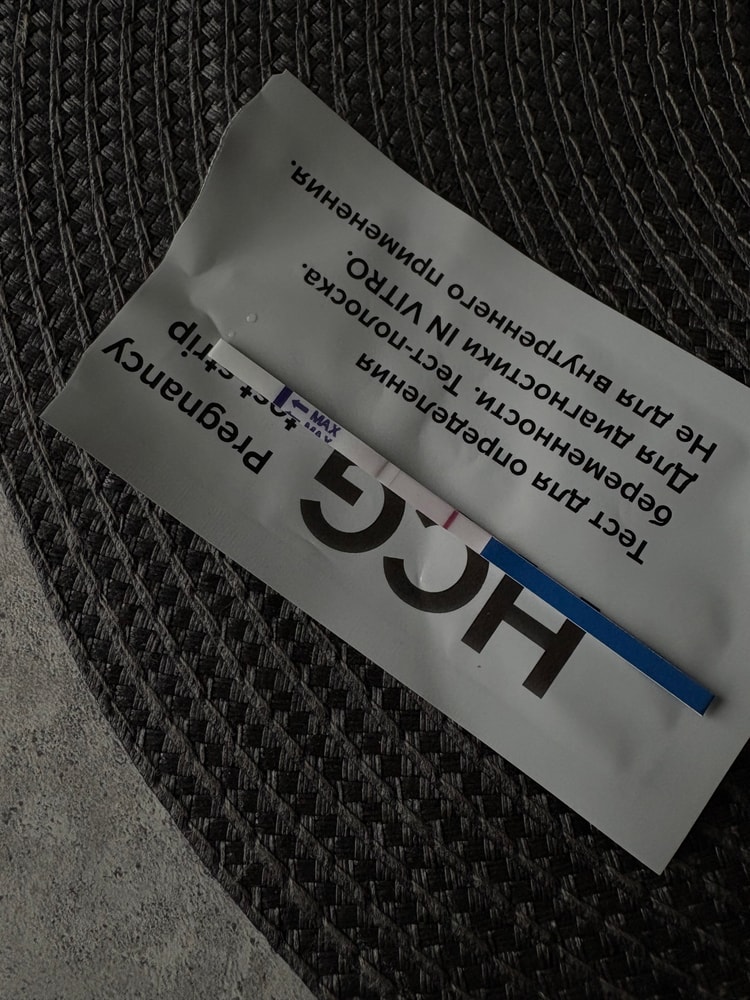 HCG
Pregnancy
test strip
MAX
MAX
Тест для определения
беременности. Тест-полоска.
Для диагностики IN VITRO.
Не для внутреннего применения.